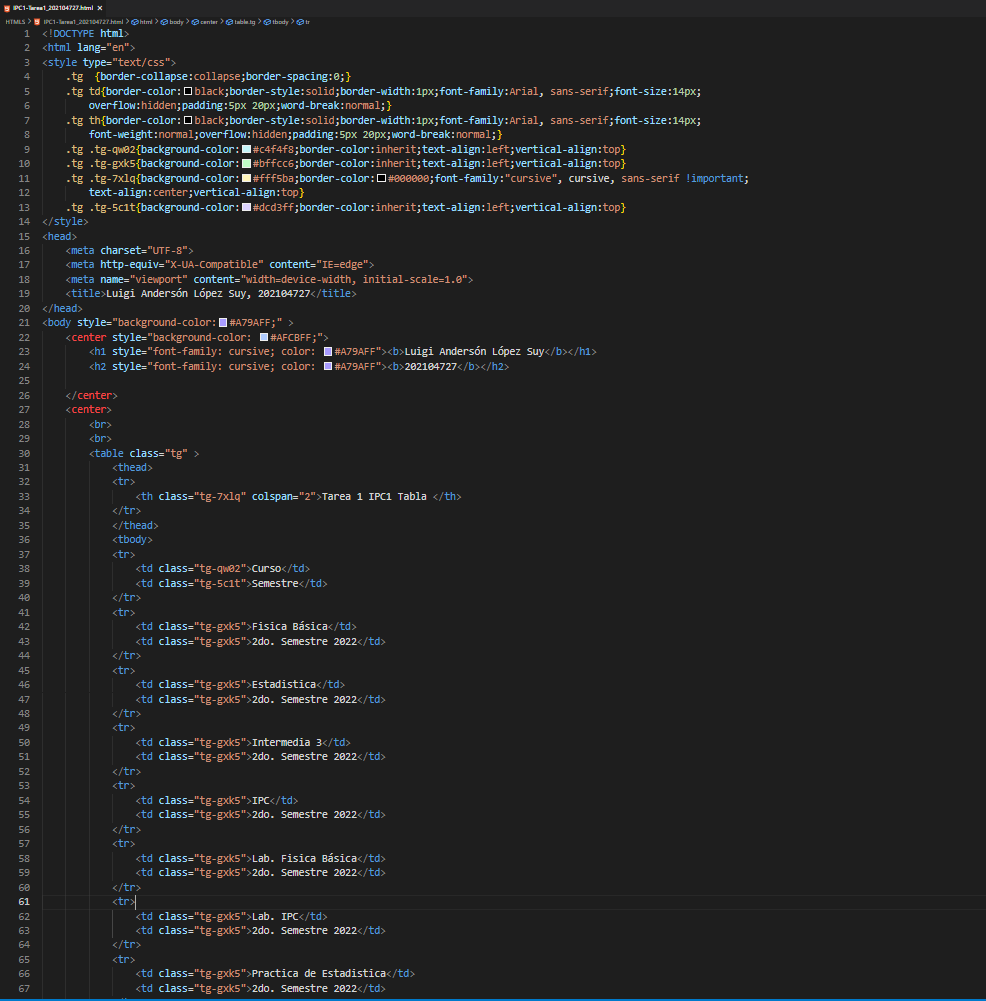 IPC1-Tarea1_202104727.html ×
HTMLS > IPC1-Tarea1_202104727.html > html > body > center > table.tg > tbody > tr
1 <!DOCTYPE html>
2 <html lang="en">
3 <style type="text/css">
4 .tg  {border-collapse:collapse;border-spacing:0;}
5 .tg td{border-color:black;border-style:solid;border-width:1px;font-family:Arial, sans-serif;font-size:14px;
6 overflow:hidden;padding:5px 20px;word-break:normal;}
7 .tg th{border-color:black;border-style:solid;border-width:1px;font-family:Arial, sans-serif;font-size:14px;
8 font-weight:normal;overflow:hidden;padding:5px 20px;word-break:normal;}
9 .tg .tg-qw02{background-color:#c4f4f8;border-color:inherit;text-align:left;vertical-align:top}
10 .tg .tg-gxk5{background-color:#bffcc6;border-color:inherit;text-align:left;vertical-align:top}
11 .tg .tg-7xlq{background-color:#fff5ba;border-color:#000000;font-family:"cursive", cursive, sans-serif !important;
12 text-align:center;vertical-align:top}
13 .tg .tg-5c1t{background-color:#dcd3ff;border-color:inherit;text-align:left;vertical-align:top}
14 </style>
15 <head>
16 <meta charset="UTF-8">
17 <meta http-equiv="X-UA-Compatible" content="IE=edge">
18 <meta name="viewport" content="width=device-width, initial-scale=1.0">
19 <title>Luigi Andersón López Suy, 202104727</title>
20 </head>
21 <body style="background-color:#A79AFF;" >
22 <center style="background-color: #AFCBFF;">
23 <h1 style="font-family: cursive; color: #A79AFF"><b>Luigi Andersón López Suy</b></h1>
24 <h2 style="font-family: cursive; color: #A79AFF"><b>202104727</b></h2>
25
26 </center>
27 <center>
28 <br>
29 <br>
30 <table class="tg" >
31 <thead>
32 <tr>
33 <th class="tg-7xlq" colspan="2">Tarea 1 IPC1 Tabla </th>
34 </tr>
35 </thead>
36 <tbody>
37 <tr>
38 <td class="tg-qw02">Curso</td>
39 <td class="tg-5c1t">Semestre</td>
40 </tr>
41 <tr>
42 <td class="tg-gxk5">Fisica Básica</td>
43 <td class="tg-gxk5">2do. Semestre 2022</td>
44 </tr>
45 <tr>
46 <td class="tg-gxk5">Estadistica</td>
47 <td class="tg-gxk5">2do. Semestre 2022</td>
48 </tr>
49 <tr>
50 <td class="tg-gxk5">Intermedia 3</td>
51 <td class="tg-gxk5">2do. Semestre 2022</td>
52 </tr>
53 <tr>
54 <td class="tg-gxk5">IPC</td>
55 <td class="tg-gxk5">2do. Semestre 2022</td>
56 </tr>
57 <tr>
58 <td class="tg-gxk5">Lab. Fisica Básica</td>
59 <td class="tg-gxk5">2do. Semestre 2022</td>
60 </tr>
61 <tr>
62 <td class="tg-gxk5">Lab. IPC</td>
63 <td class="tg-gxk5">2do. Semestre 2022</td>
64 </tr>
65 <tr>
66 <td class="tg-gxk5">Practica de Estadistica</td>
67 <td class="tg-gxk5">2do. Semestre 2022</td>